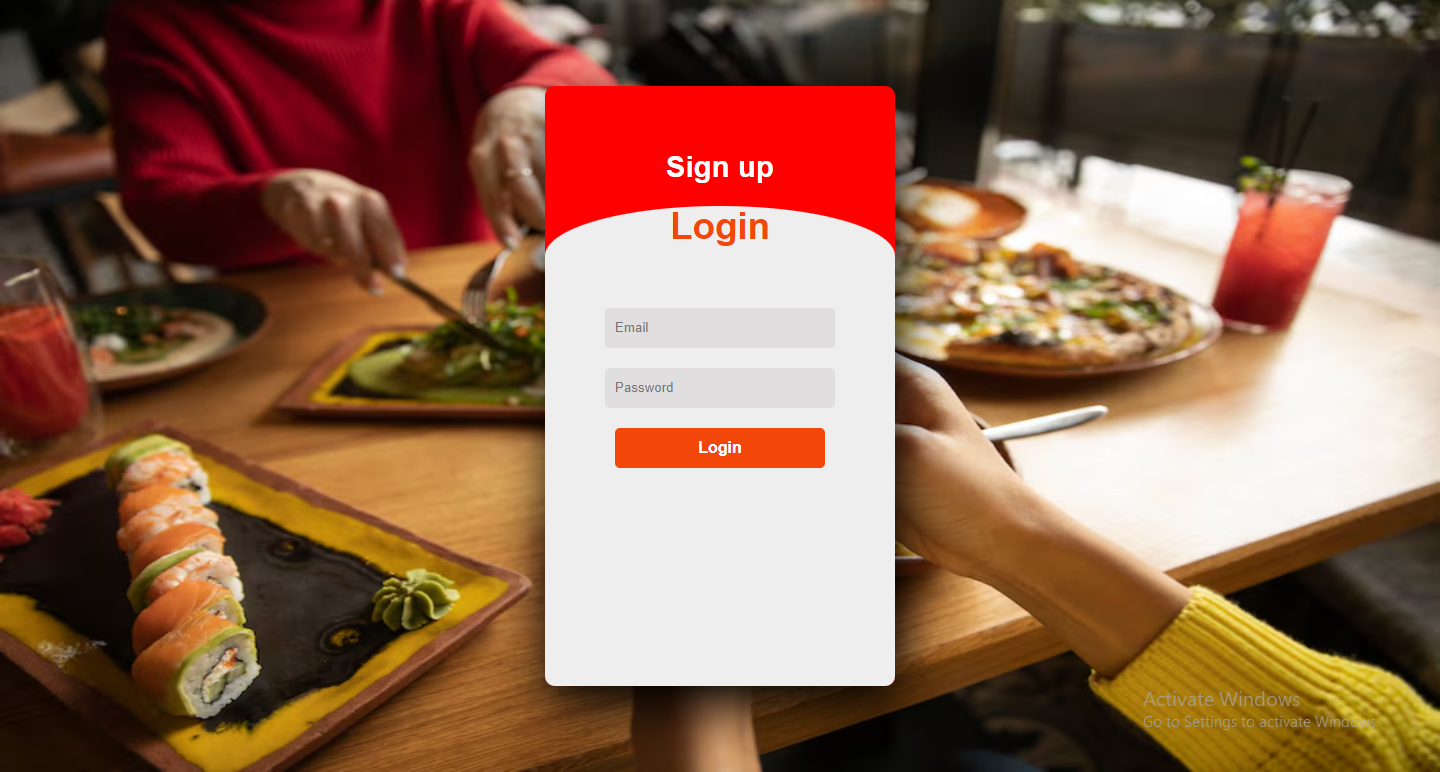 Sign up
Login
Email
Password
Login
Activate Windows
Go to Settings to activate Windows.